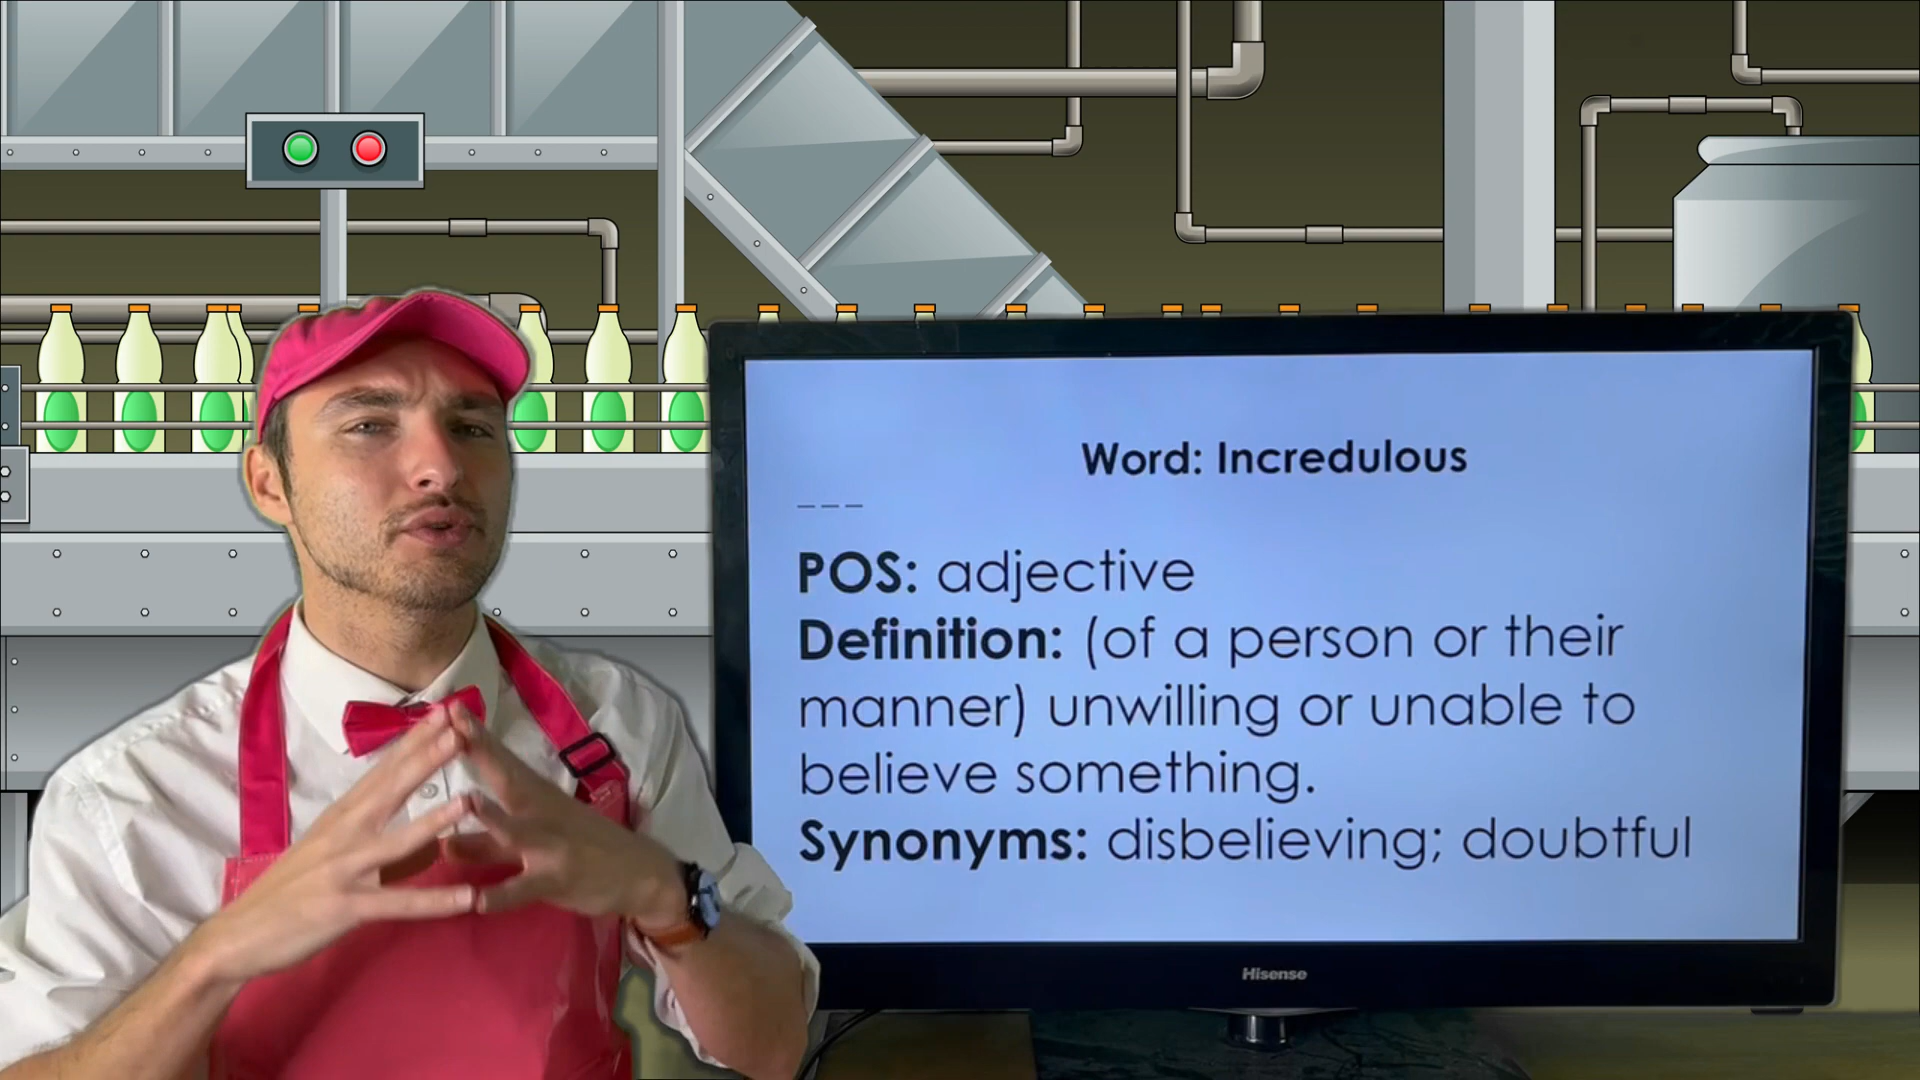 Word: Incredulous
---
POS: adjective
Definition: (of a person or their
manner) unwilling or unable to
believe something.
Synonyms: disbelieving; doubtful
Hisense